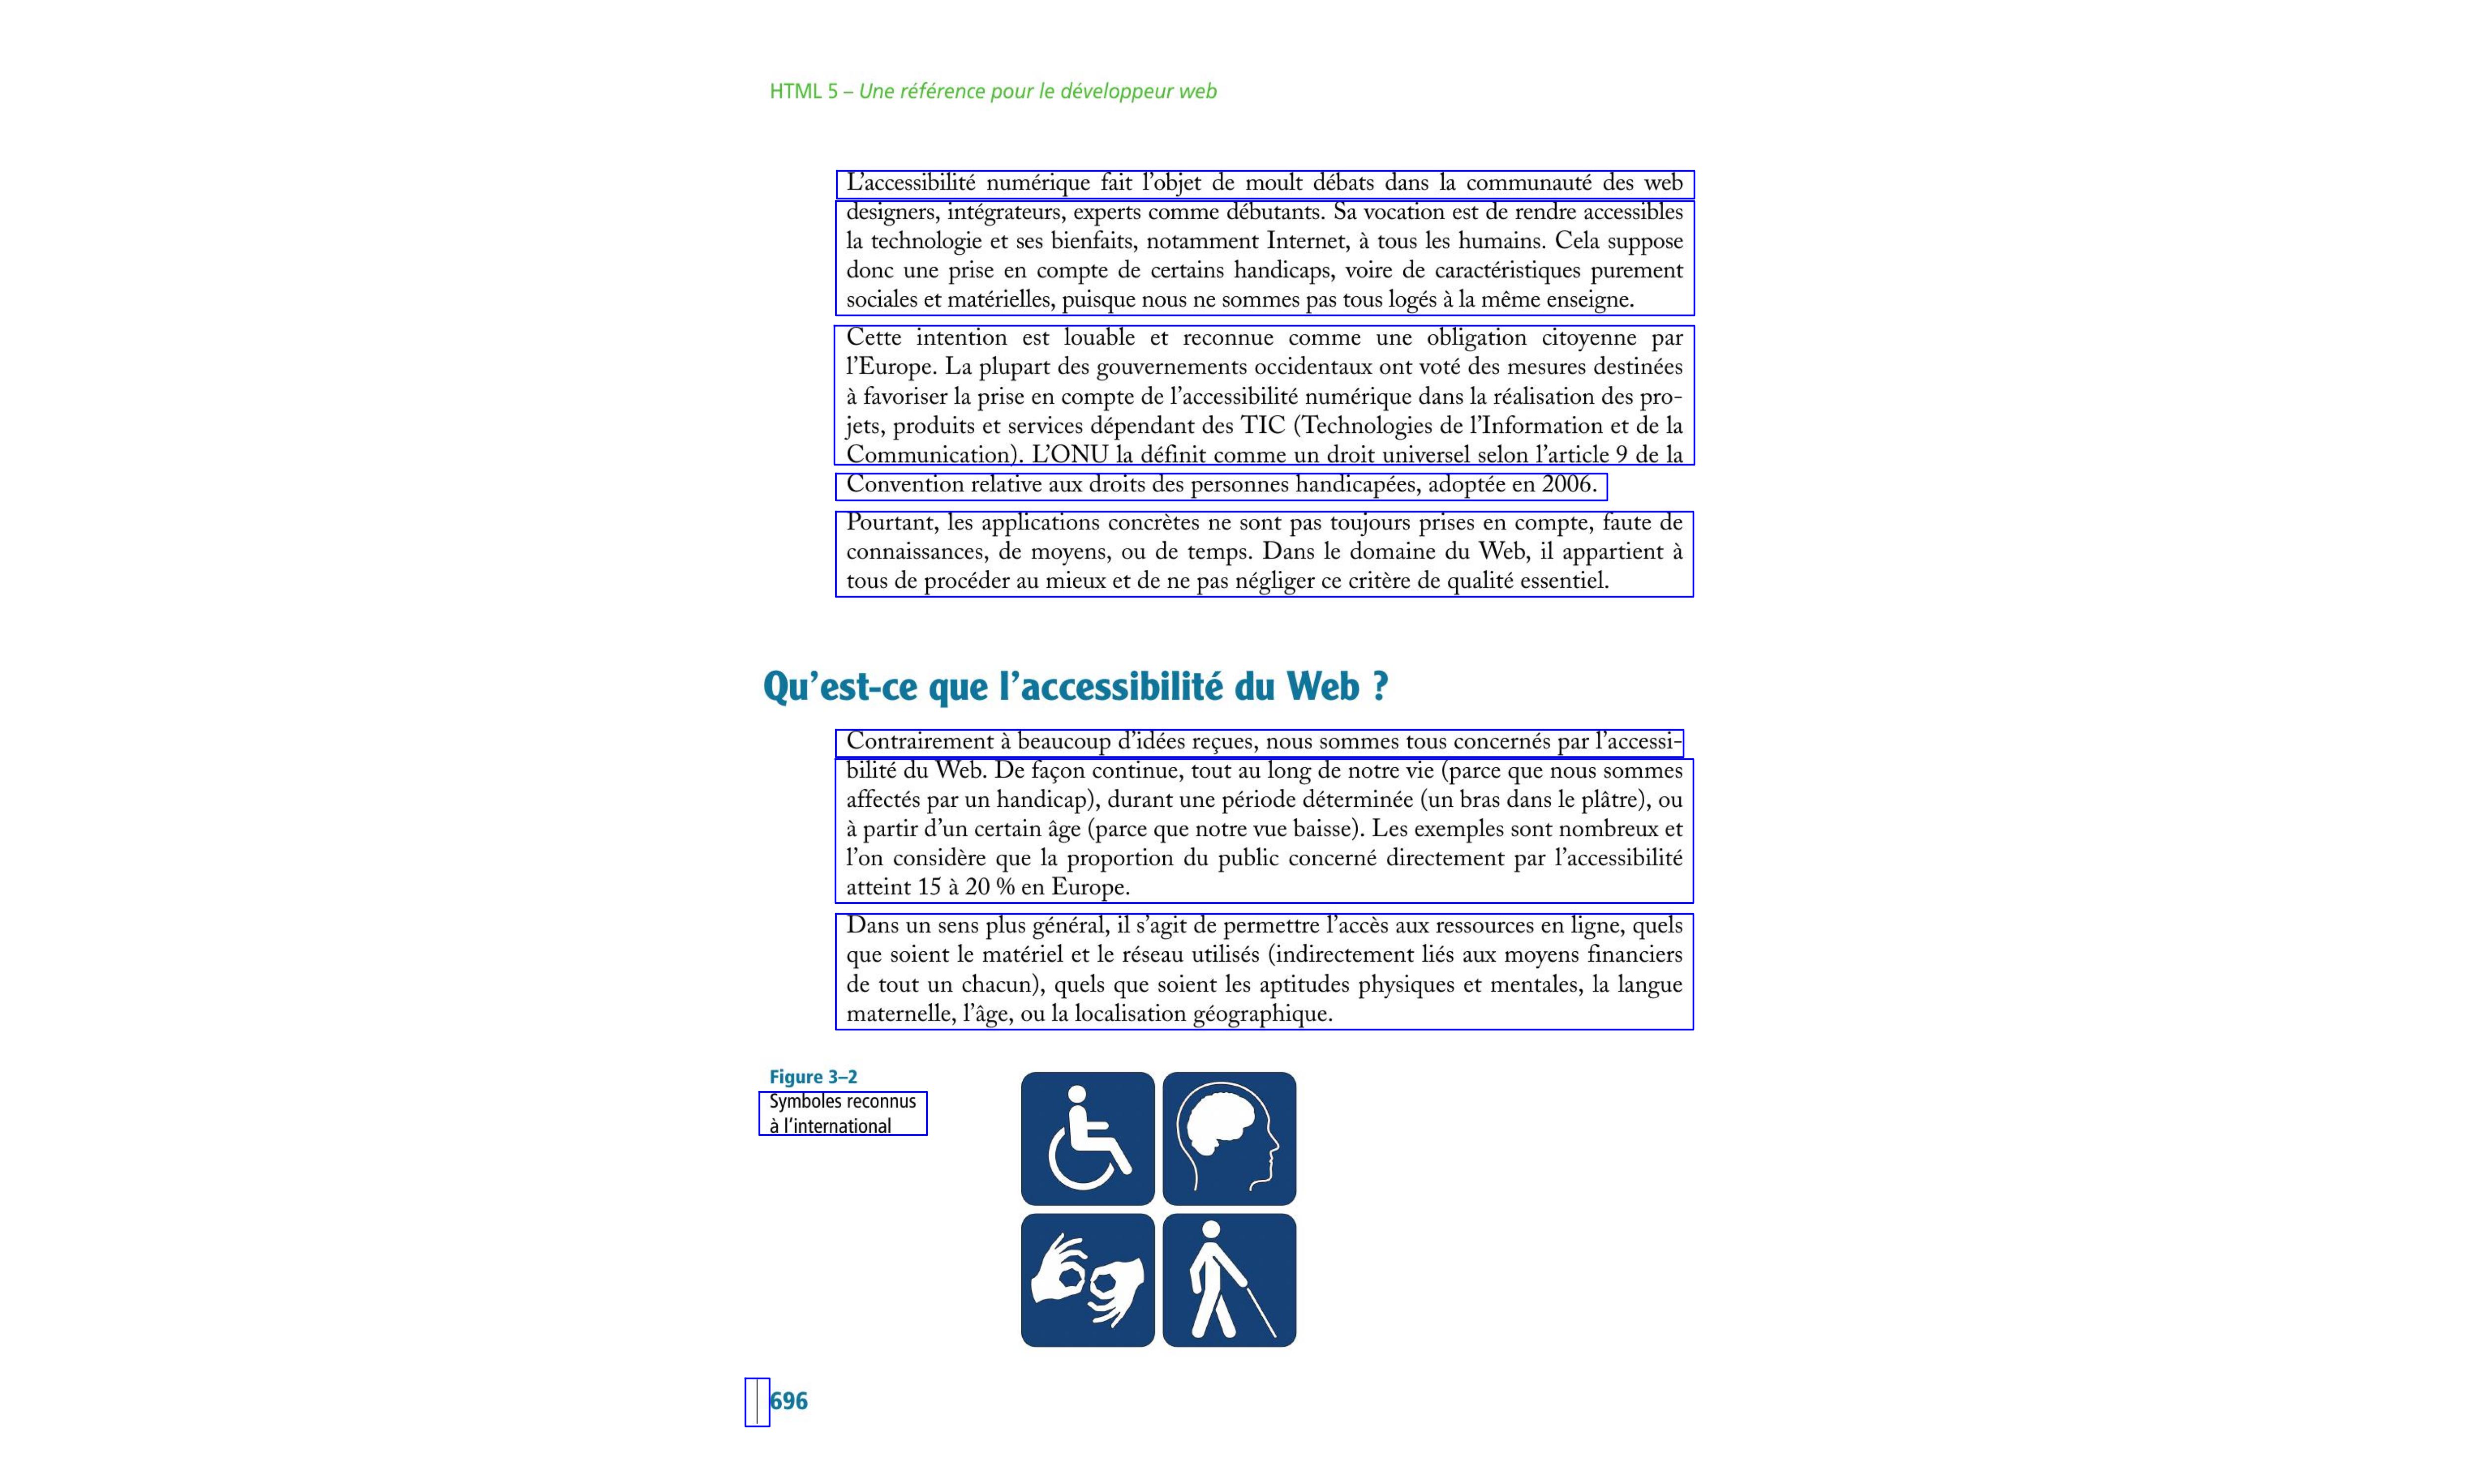 HTML 5 – Une référence pour le développeur web
L’accessibilité numérique fait l’objet de moult débats dans la communauté des web
designers, intégrateurs, experts comme débutants. Sa vocation est de rendre accessibles
la technologie et ses bienfaits, notamment Internet, à tous les humains. Cela suppose
donc une prise en compte de certains handicaps, voire de caractéristiques purement
sociales et matérielles, puisque nous ne sommes pas tous logés à la même enseigne.
Cette intention est louable et reconnue comme une obligation citoyenne par
l’Europe. La plupart des gouvernements occidentaux ont voté des mesures destinées
à favoriser la prise en compte de l’accessibilité numérique dans la réalisation des pro-
jets, produits et services dépendant des TIC (Technologies de l’Information et de la
Communication). L’ONU la définit comme un droit universel selon l’article 9 de la
Convention relative aux droits des personnes handicapées, adoptée en 2006.
Pourtant, les applications concrètes ne sont pas toujours prises en compte, faute de
connaissances, de moyens, ou de temps. Dans le domaine du Web, il appartient à
tous de procéder au mieux et de ne pas négliger ce critère de qualité essentiel.
Qu’est-ce que l’accessibilité du Web ?
Contrairement à beaucoup d’idées reçues, nous sommes tous concernés par l’accessi-
bilité du Web. De façon continue, tout au long de notre vie (parce que nous sommes
affectés par un handicap), durant une période déterminée (un bras dans le plâtre), ou
à partir d’un certain âge (parce que notre vue baisse). Les exemples sont nombreux et
l’on considère que la proportion du public concerné directement par l’accessibilité
atteint 15 à 20 % en Europe.
Dans un sens plus général, il s’agit de permettre l’accès aux ressources en ligne, quels
que soient le matériel et le réseau utilisés (indirectement liés aux moyens financiers
de tout un chacun), quels que soient les aptitudes physiques et mentales, la langue
maternelle, l’âge, ou la localisation géographique.
Figure 3–2
Symboles reconnus
à l’international
696